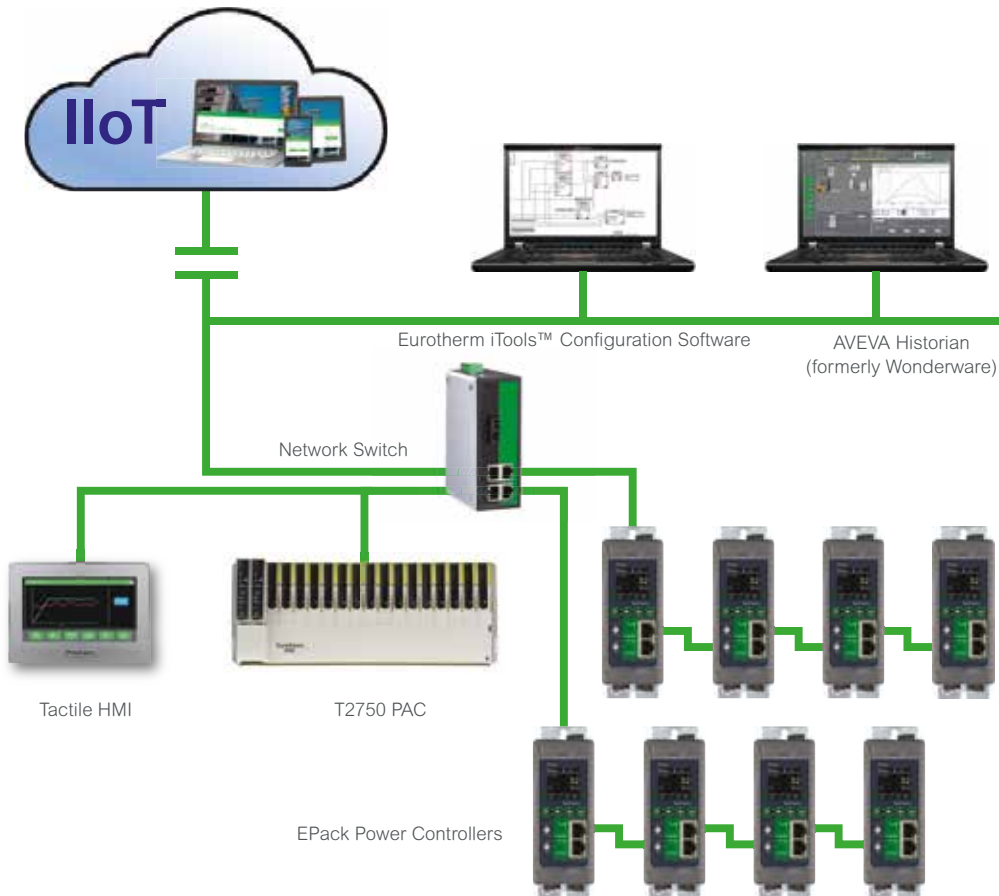 IIoT
Eurotherm iTools™ Configuration Software
AVEVA Historian
(formerly Wonderware)
Network Switch
Tactile HMI
T2750 PAC
EPack Power Controllers